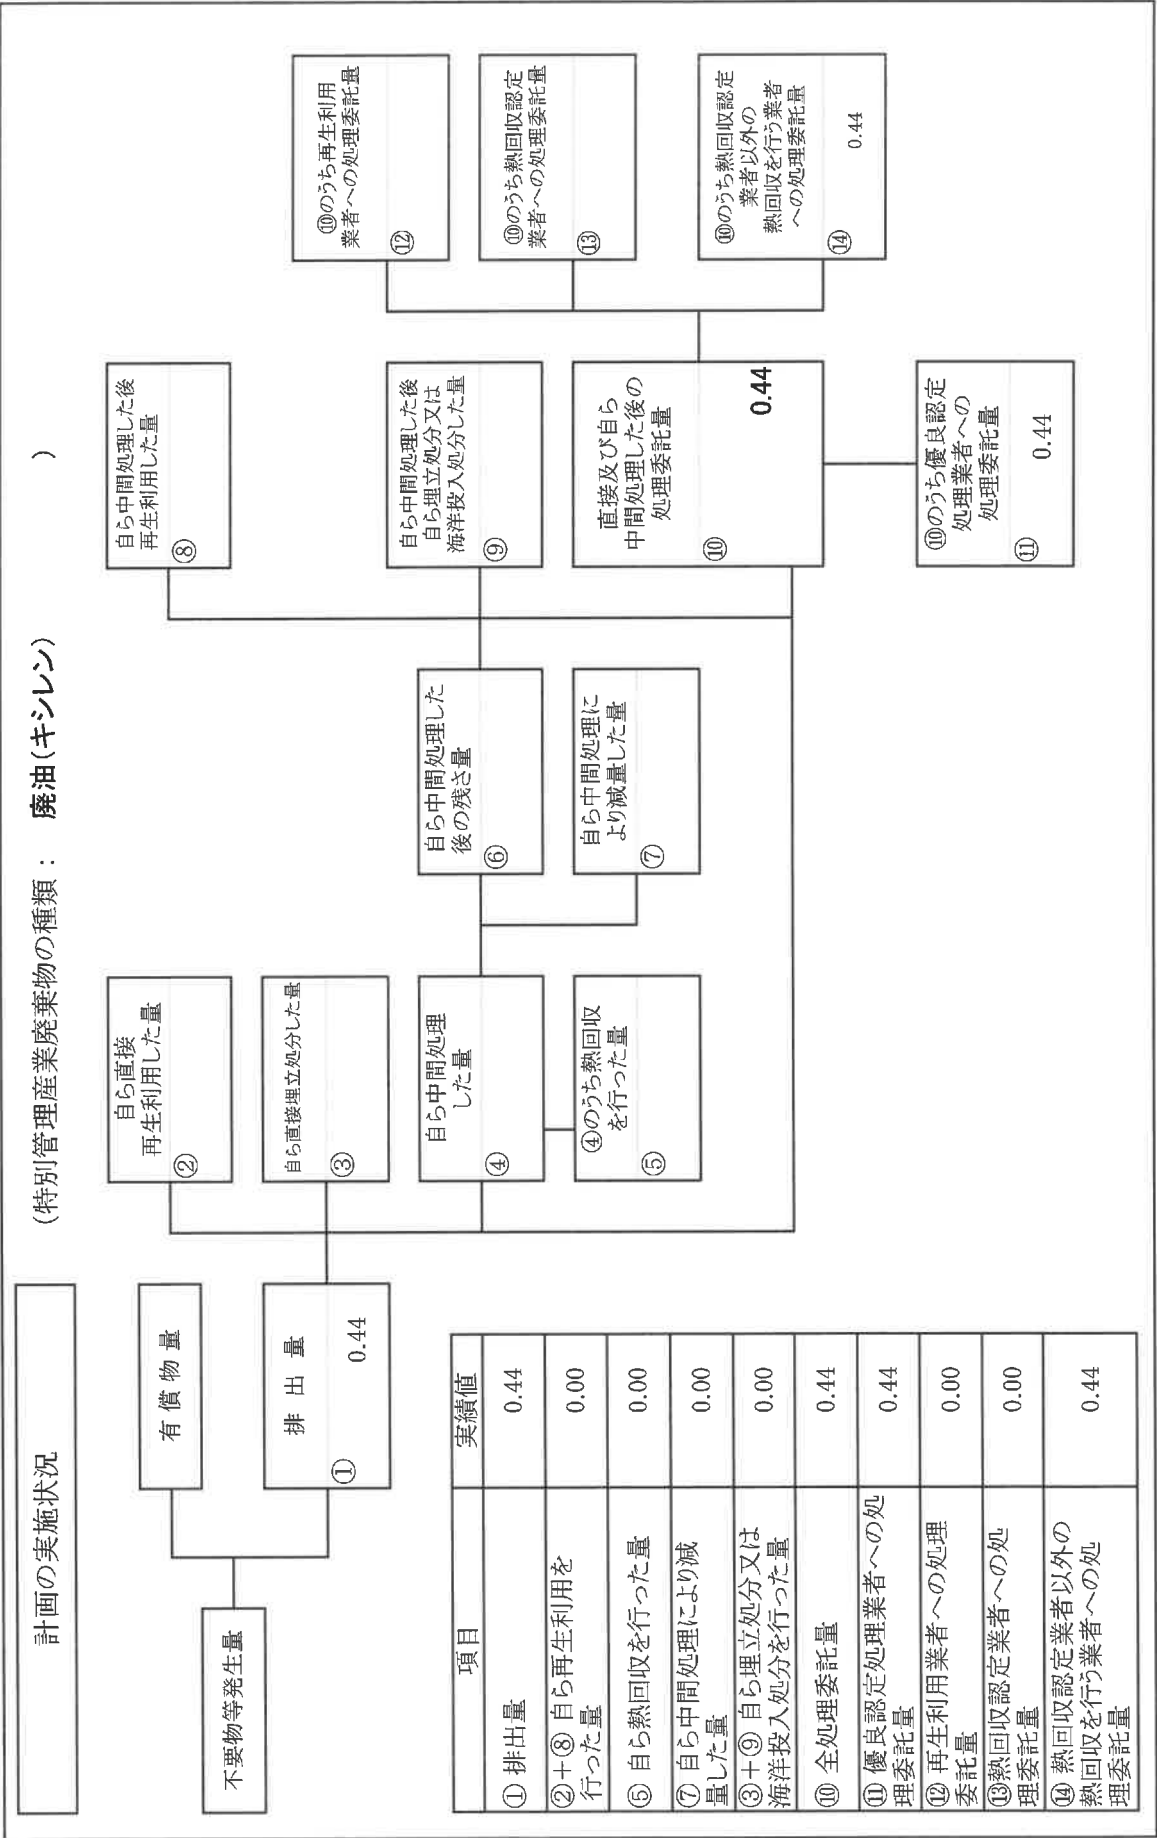 計画の実施状況
（特別管理産業廃棄物の種類： 廃油（キシレン） ）
不要物等発生量
有償物量
排出量
①
0.44
自ら直接
再生利用した量
②
自ら直接埋立処分した量
③
自ら中間処理
した量
④
④のうち熱回収
を行った量
⑤
自ら中間処理した
後の残さ量
⑥
自ら中間処理に
より減量した量
⑦
自ら中間処理した後
再生利用した量
⑧
自ら中間処理した後
自ら埋立処分又は
海洋投入処分した量
⑨
直接及び自ら
中間処理した後の
処理委託量
⑩
0.44
⑩のうち優良認定
処理業者への
処理委託量
⑪
0.44
⑩のうち再生利用
業者への処理委託量
⑫
⑩のうち熱回収認定
業者への処理委託量
⑬
⑩のうち熱回収認定
業者以外の
熱回収を行う業者
への処理委託量
⑭
0.44
項目 実績値
①排出量 0.44
②＋⑧ 自ら再生利用を
行った量 0.00
⑤ 自ら熱回収を行った量 0.00
⑦ 自ら中間処理により減
量した量 0.00
③＋⑨ 自ら埋立処分又は
海洋投入処分を行った量 0.00
⑩ 全処理委託量 0.44
⑪ 優良認定処理業者への処
理委託量 0.44
⑫ 再生利用業者への処理
委託量 0.00
⑬熱回収認定業者への処
理委託量 0.00
⑭ 熱回収認定業者以外の
熱回収を行う業者への処
理委託量 0.44